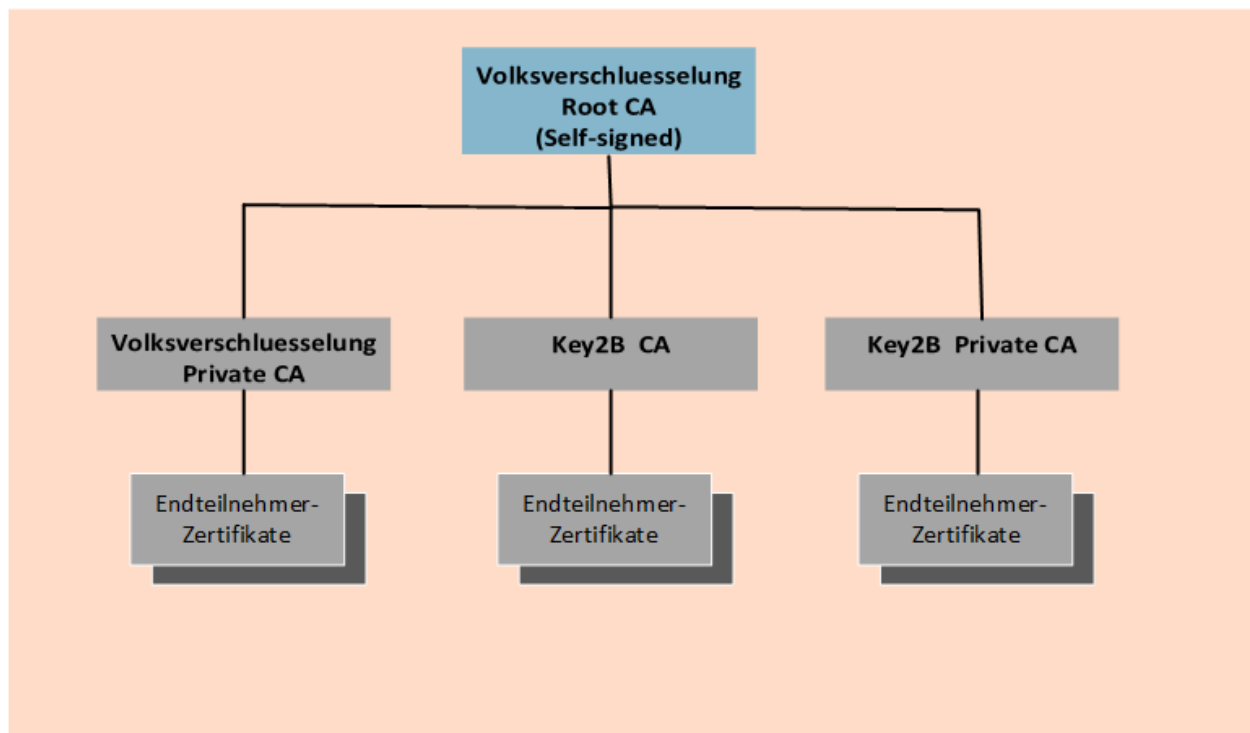 Volksverschluesselung
Root CA
(Self-signed)
Volksverschluesselung
Private CA
Key2B CA
Key2B Private CA
Endteilnehmer-
Zertifikate
Endteilnehmer-
Zertifikate
Endteilnehmer-
Zertifikate